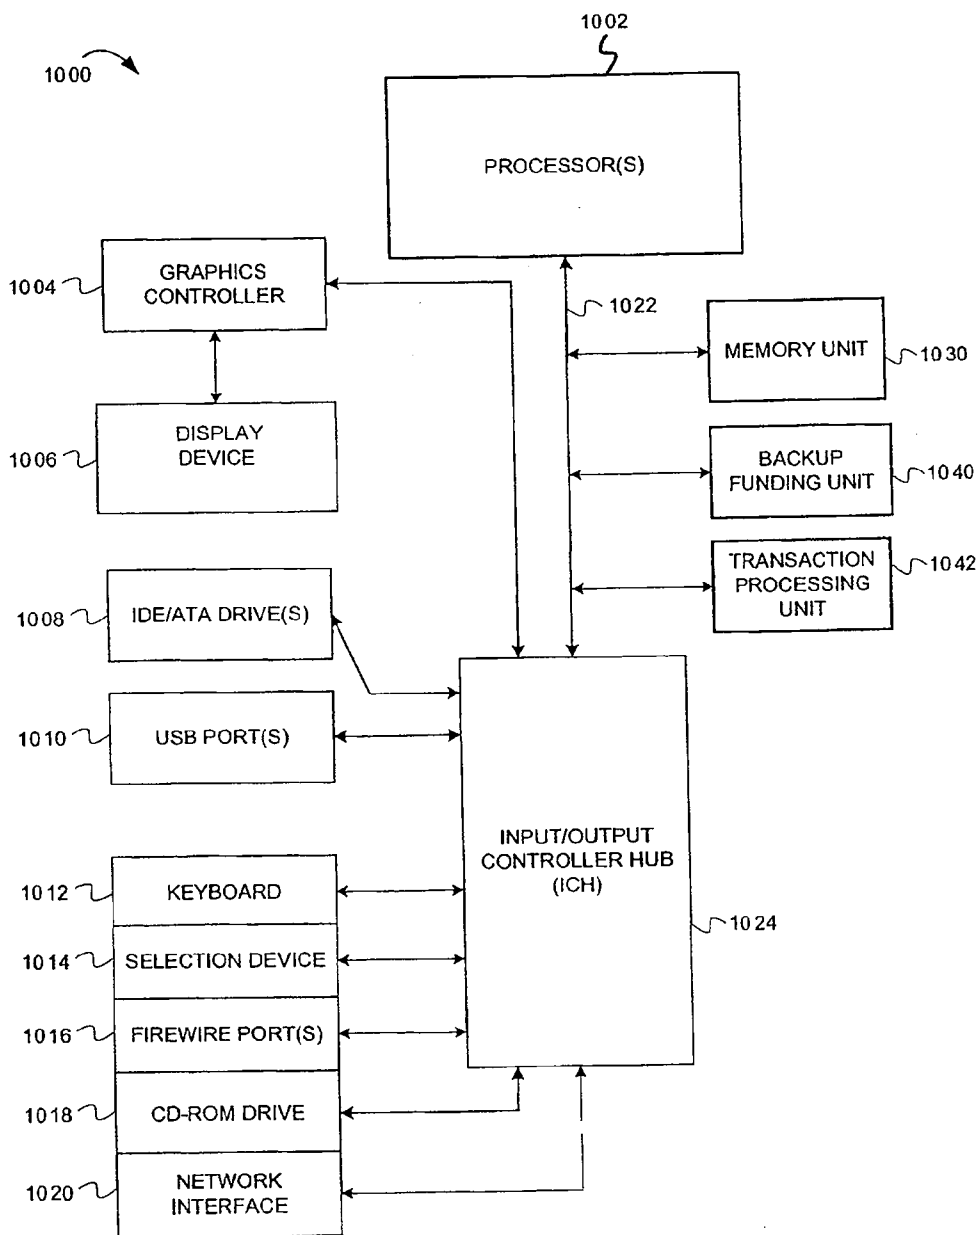 1002
1000
PROCESSOR(S)
GRAPHICS
CONTROLLER
1004
1022
MEMORY UNIT
1030
DISPLAY
DEVICE
1006
BACKUP
FUNDING UNIT
1040
TRANSACTION
PROCESSING
UNIT
1042
IDE/ATA DRIVE(S)
1008
USB PORT(S)
1010
INPUT/OUTPUT
CONTROLLER HUB
(ICH)
1024
KEYBOARD
1012
SELECTION DEVICE
1014
FIREWIRE PORT(S)
1016
CD-ROM DRIVE
1018
NETWORK
INTERFACE
1020